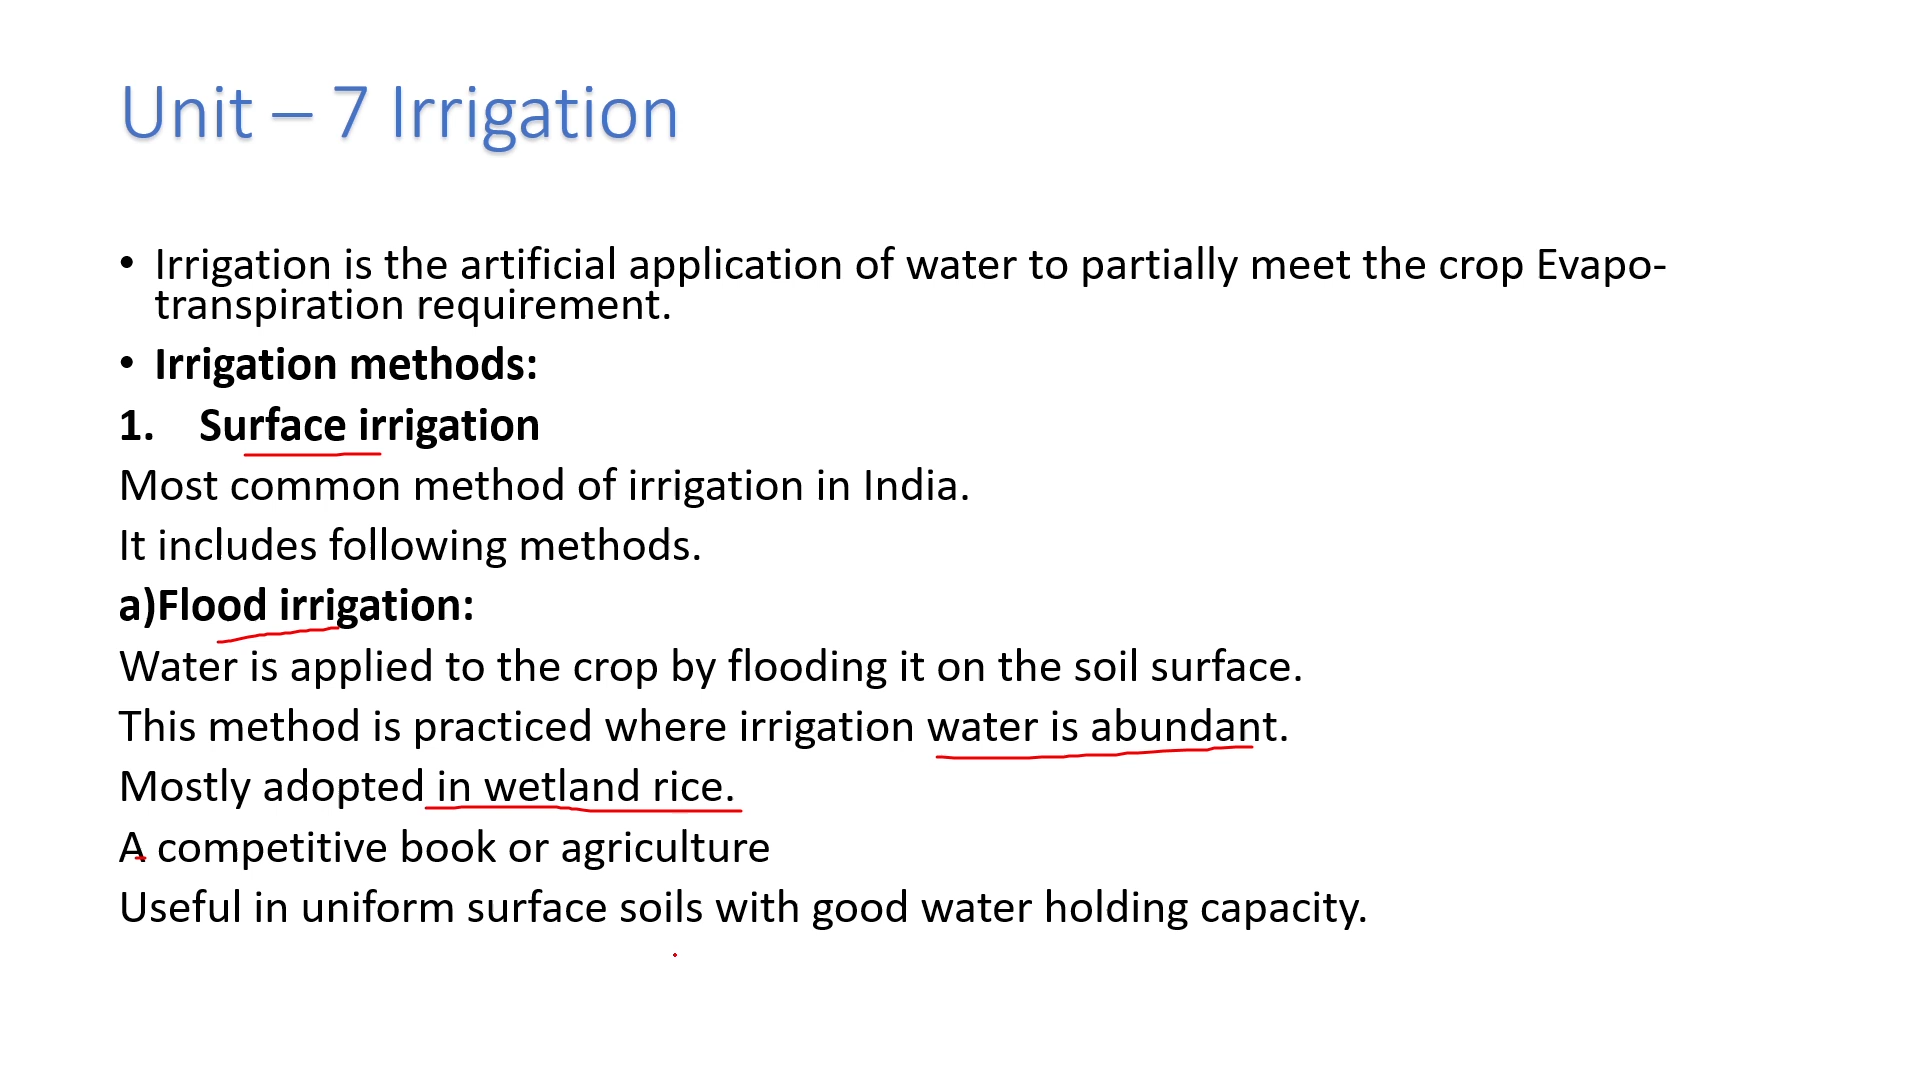 Unit – 7 Irrigation
• Irrigation is the artificial application of water to partially meet the crop Evapo-
transpiration requirement.
• Irrigation methods:
1. Surface irrigation
Most common method of irrigation in India.
It includes following methods.
a)Flood irrigation:
Water is applied to the crop by flooding it on the soil surface.
This method is practiced where irrigation water is abundant.
Mostly adopted in wetland rice.
A competitive book or agriculture
Useful in uniform surface soils with good water holding capacity.